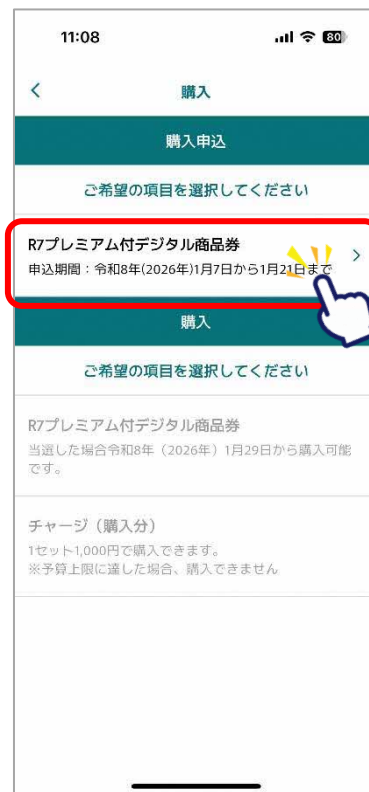 11:08
80
購入
購入申込
ご希望の項目を選択してください
R7プレミアム付デジタル商品券
申込期間：令和8年(2026年)1月7日から1月21日まで
購入
ご希望の項目を選択してください
R7プレミアム付デジタル商品券
当選した場合令和8年（2026年）1月29日から購入可能
です。
チャージ（購入分）
1セット1,000円で購入できます。
※予算上限に達した場合、購入できません